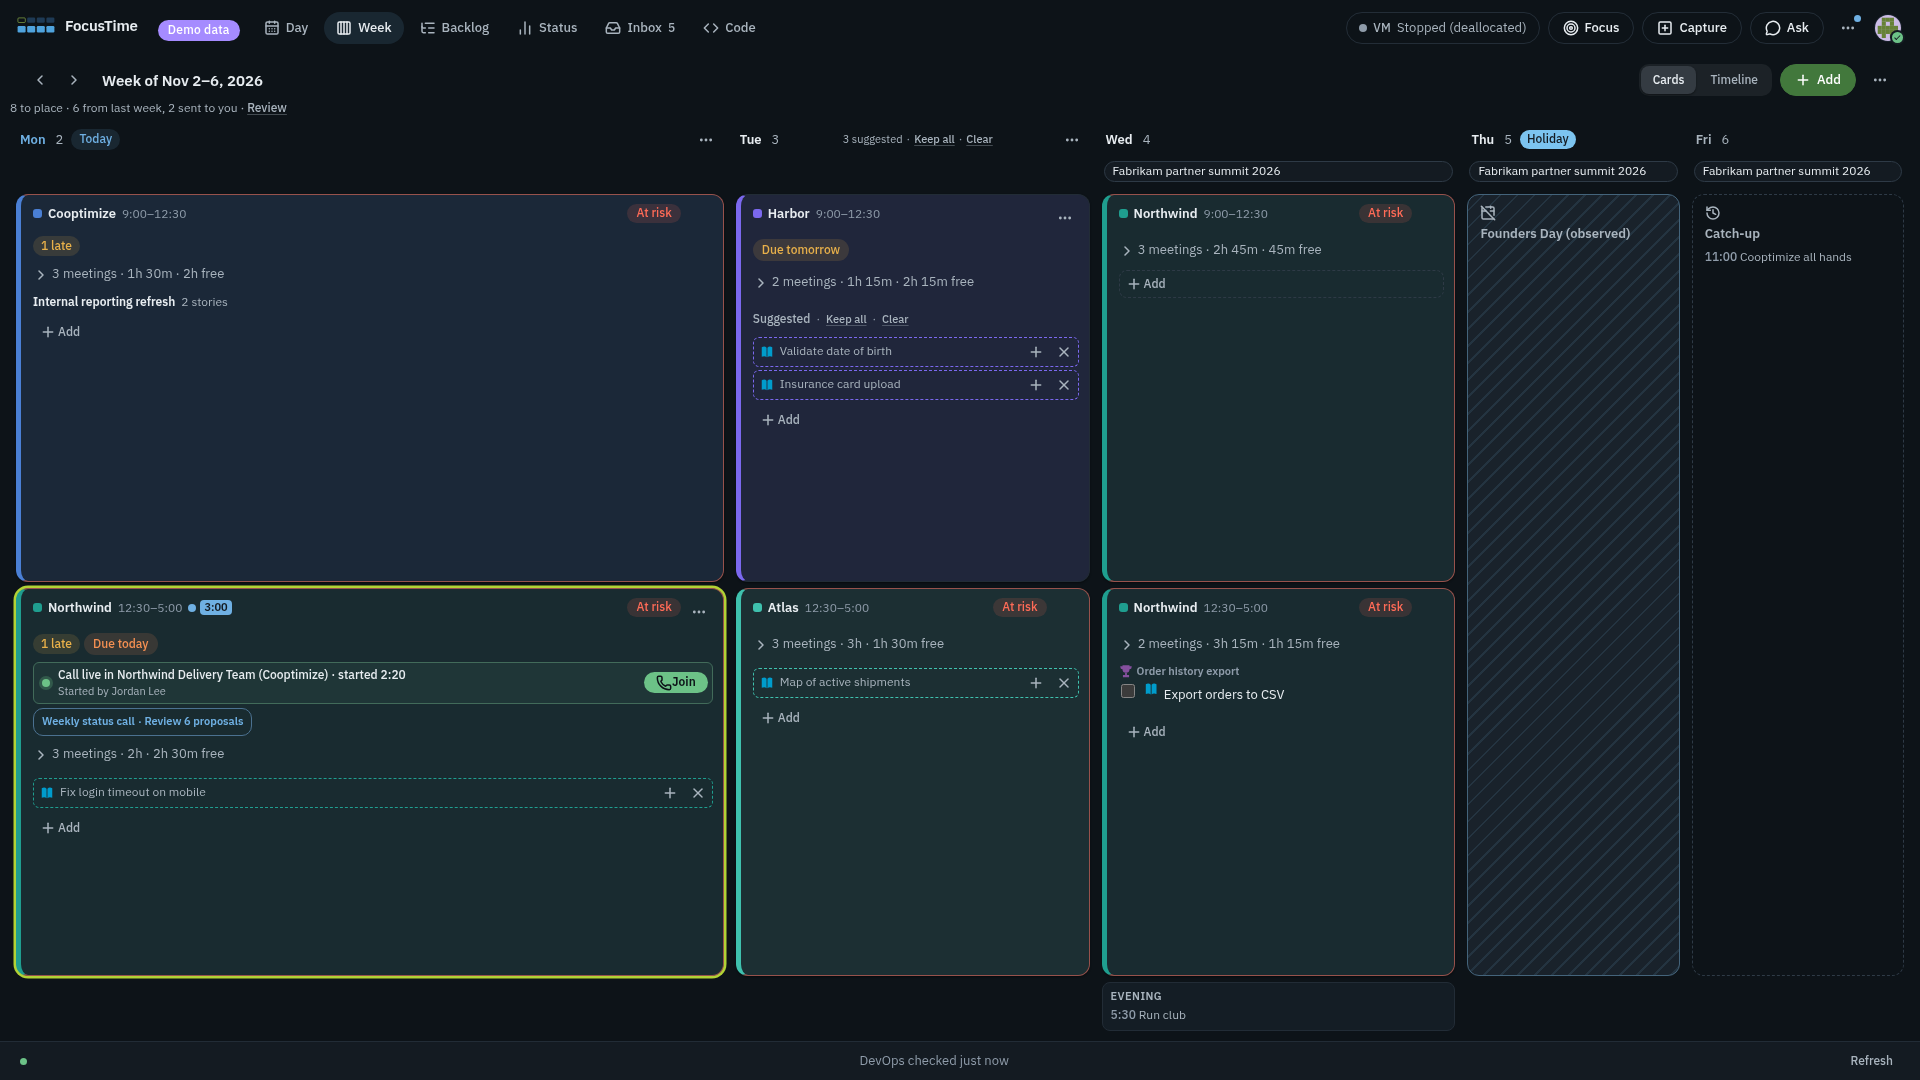 FocusTime
Demo data
Day
Week
Backlog
Status
Inbox 5
Code
VM Stopped (deallocated)
Focus
Capture
Ask
Week of Nov 2–6, 2026
Cards
Timeline
Add
8 to place · 6 from last week, 2 sent to you · Review
Mon 2 Today
Tue 3
3 suggested · Keep all · Clear
Wed 4
Thu 5 Holiday
Fri 6
Fabrikam partner summit 2026
Fabrikam partner summit 2026
Fabrikam partner summit 2026
Cooptimize 9:00–12:30
At risk
1 late
3 meetings · 1h 30m · 2h free
Internal reporting refresh 2 stories
Add
Harbor 9:00–12:30
Due tomorrow
2 meetings · 1h 15m · 2h 15m free
Suggested · Keep all · Clear
Validate date of birth
Insurance card upload
Add
Northwind 9:00–12:30
At risk
3 meetings · 2h 45m · 45m free
Add
Founders Day (observed)
Catch-up
11:00 Cooptimize all hands
Northwind 12:30–5:00 3:00
At risk
1 late
Due today
Call live in Northwind Delivery Team (Cooptimize) · started 2:20
Started by Jordan Lee
Join
Weekly status call · Review 6 proposals
3 meetings · 2h · 2h 30m free
Fix login timeout on mobile
Add
Atlas 12:30–5:00
At risk
3 meetings · 3h · 1h 30m free
Map of active shipments
Add
Northwind 12:30–5:00
At risk
2 meetings · 3h 15m · 1h 15m free
Order history export
Export orders to CSV
Add
EVENING
5:30 Run club
DevOps checked just now
Refresh